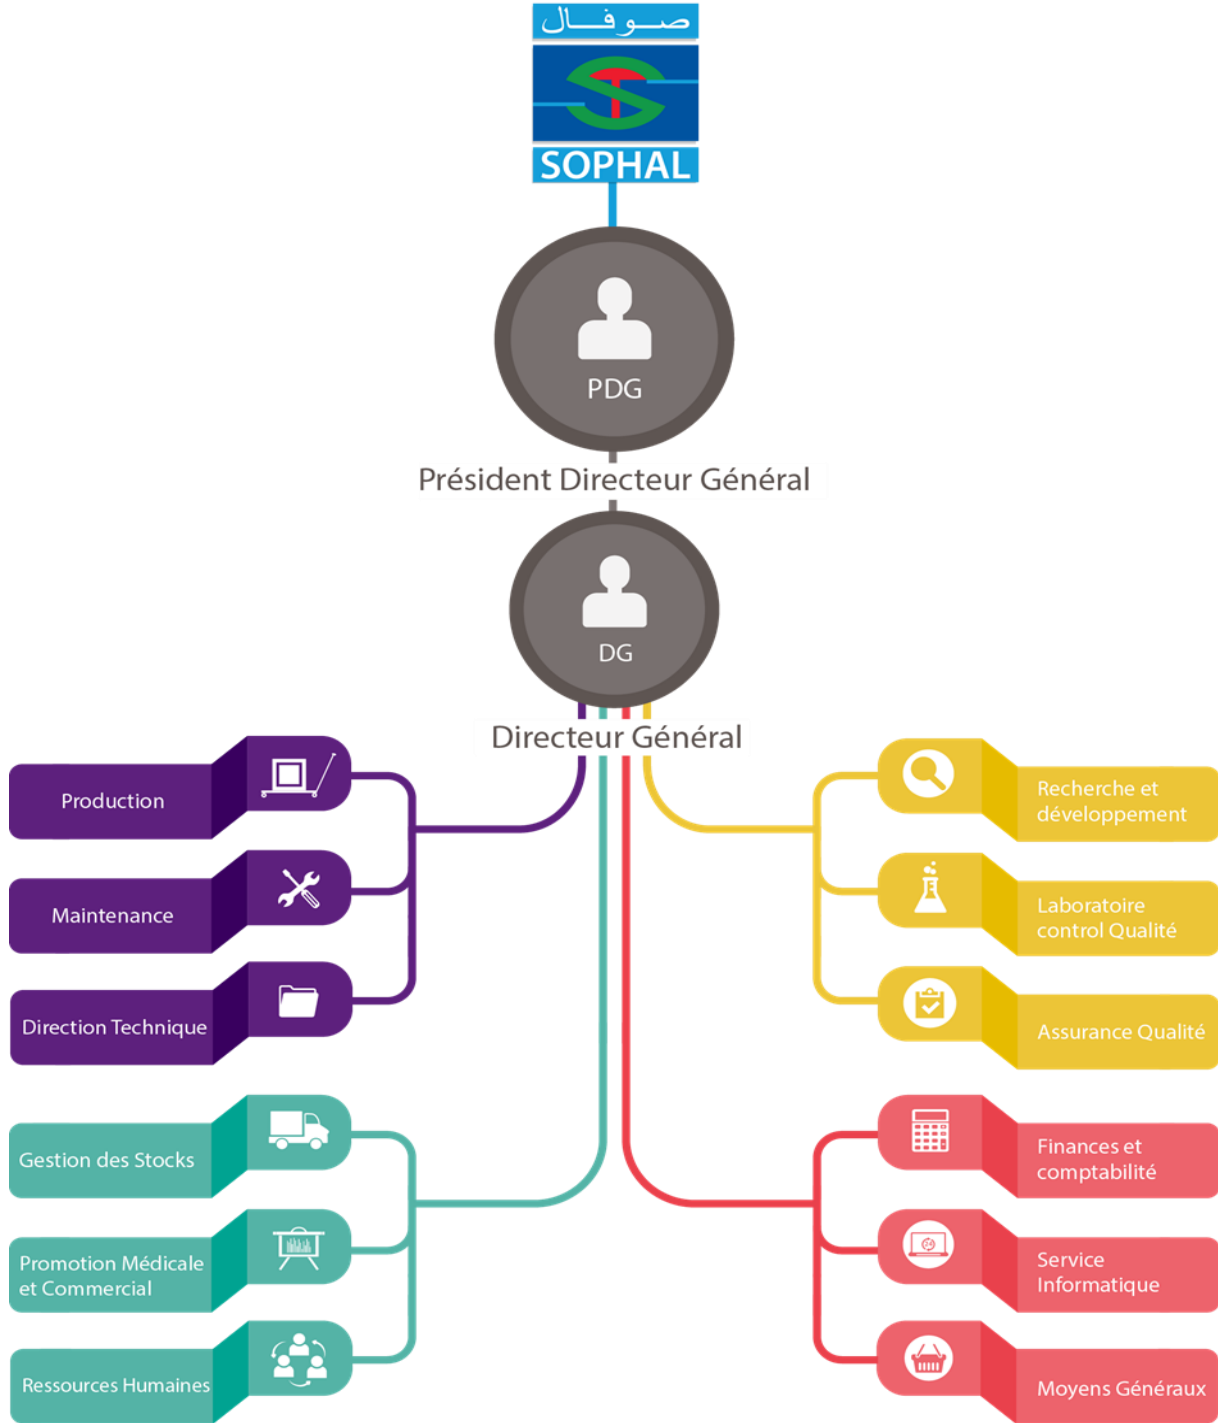 صوفال
SOPHAL
PDG
Président Directeur Général
DG
Directeur Général
Production
Maintenance
Direction Technique
Gestion des Stocks
Promotion Médicale
et Commercial
Ressources Humaines
Recherche et
développement
Laboratoire
control Qualité
Assurance Qualité
Finances et
comptabilité
Service
Informatique
Moyens Généraux